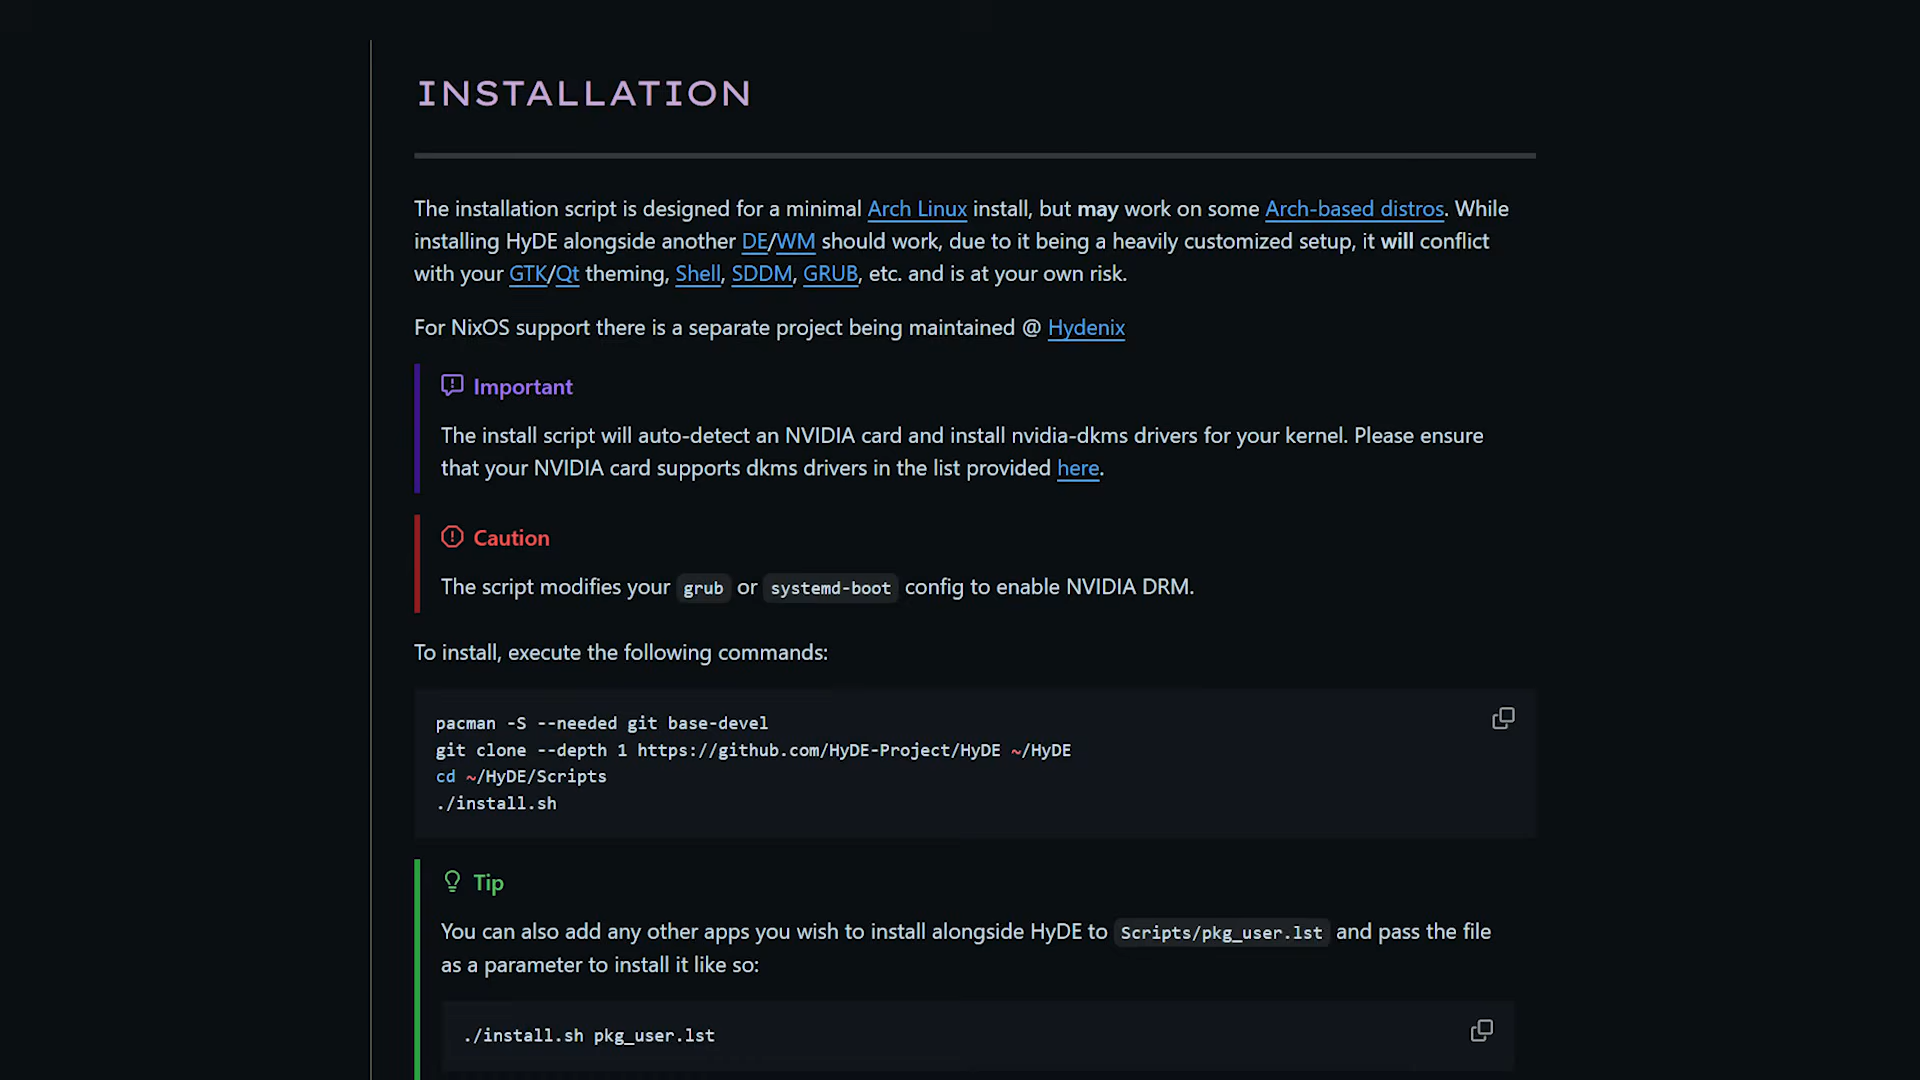 INSTALLATION
The installation script is designed for a minimal Arch Linux install, but may work on some Arch-based distros. While
installing HyDE alongside another DE/WM should work, due to it being a heavily customized setup, it will conflict
with your GTK/Qt theming, Shell, SDDM, GRUB, etc. and is at your own risk.
For NixOS support there is a separate project being maintained @ Hydenix
Important
The install script will auto-detect an NVIDIA card and install nvidia-dkms drivers for your kernel. Please ensure
that your NVIDIA card supports dkms drivers in the list provided here.
Caution
The script modifies your grub or systemd-boot config to enable NVIDIA DRM.
To install, execute the following commands:
pacman -S --needed git base-devel
git clone --depth 1 https://github.com/HyDE-Project/HyDE ~/HyDE
cd ~/HyDE/Scripts
./install.sh
Tip
You can also add any other apps you wish to install alongside HyDE to Scripts/pkg_user.lst and pass the file
as a parameter to install it like so:
./install.sh pkg_user.lst